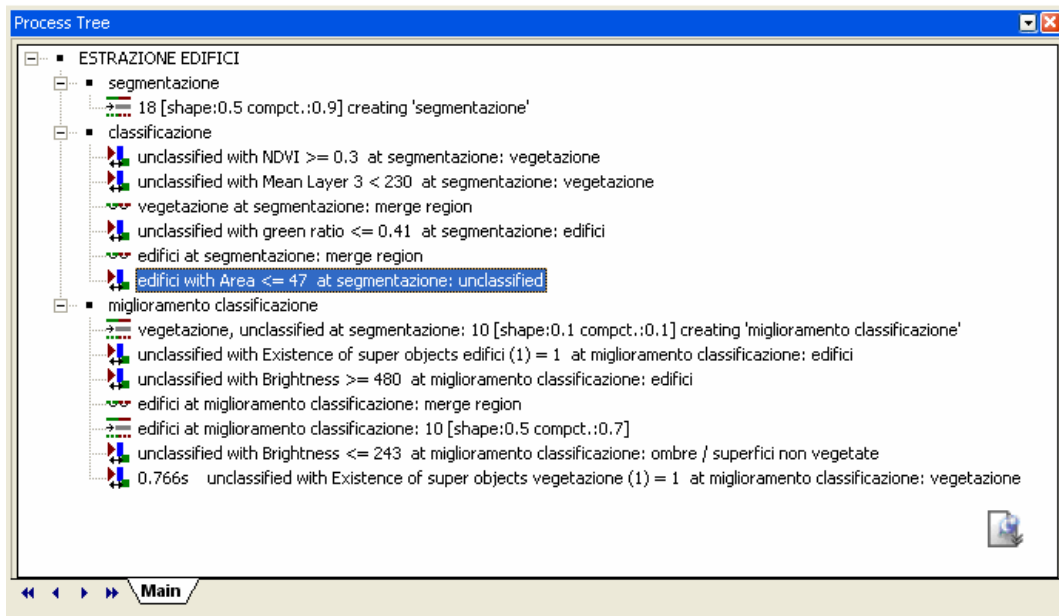 Process Tree
ESTRAZIONE EDIFICI
segmentazione
18 [shape:0.5 compct.:0.9] creating 'segmentazione'
classificazione
unclassified with NDVI >= 0.3 at segmentazione: vegetazione
unclassified with Mean Layer 3 < 230 at segmentazione: vegetazione
vegetazione at segmentazione: merge region
unclassified with green ratio <= 0.41 at segmentazione: edifici
edifici at segmentazione: merge region
edifici with Area <= 47 at segmentazione: unclassified
miglioramento classificazione
vegetazione, unclassified at segmentazione: 10 [shape:0.1 compct.:0.1] creating 'miglioramento classificazione'
unclassified with Existence of super objects edifici (1) = 1 at miglioramento classificazione: edifici
unclassified with Brightness >= 480 at miglioramento classificazione: edifici
edifici at miglioramento classificazione: merge region
edifici at miglioramento classificazione: 10 [shape:0.5 compct.:0.7]
unclassified with Brightness <= 243 at miglioramento classificazione: ombre / superfici non vegetate
0.766s unclassified with Existence of super objects vegetazione (1) = 1 at miglioramento classificazione: vegetazione
Main